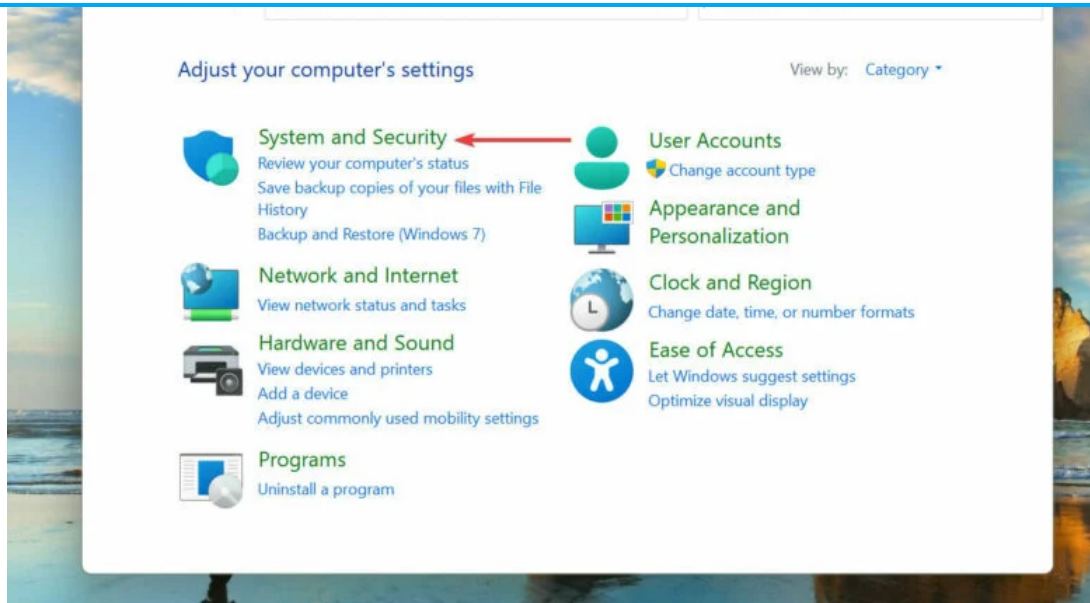 Adjust your computer's settings
View by: Category
System and Security
Review your computer's status
Save backup copies of your files with File
History
Backup and Restore (Windows 7)
Network and Internet
View network status and tasks
Hardware and Sound
View devices and printers
Add a device
Adjust commonly used mobility settings
Programs
Uninstall a program
User Accounts
Change account type
Appearance and
Personalization
Clock and Region
Change date, time, or number formats
Ease of Access
Let Windows suggest settings
Optimize visual display